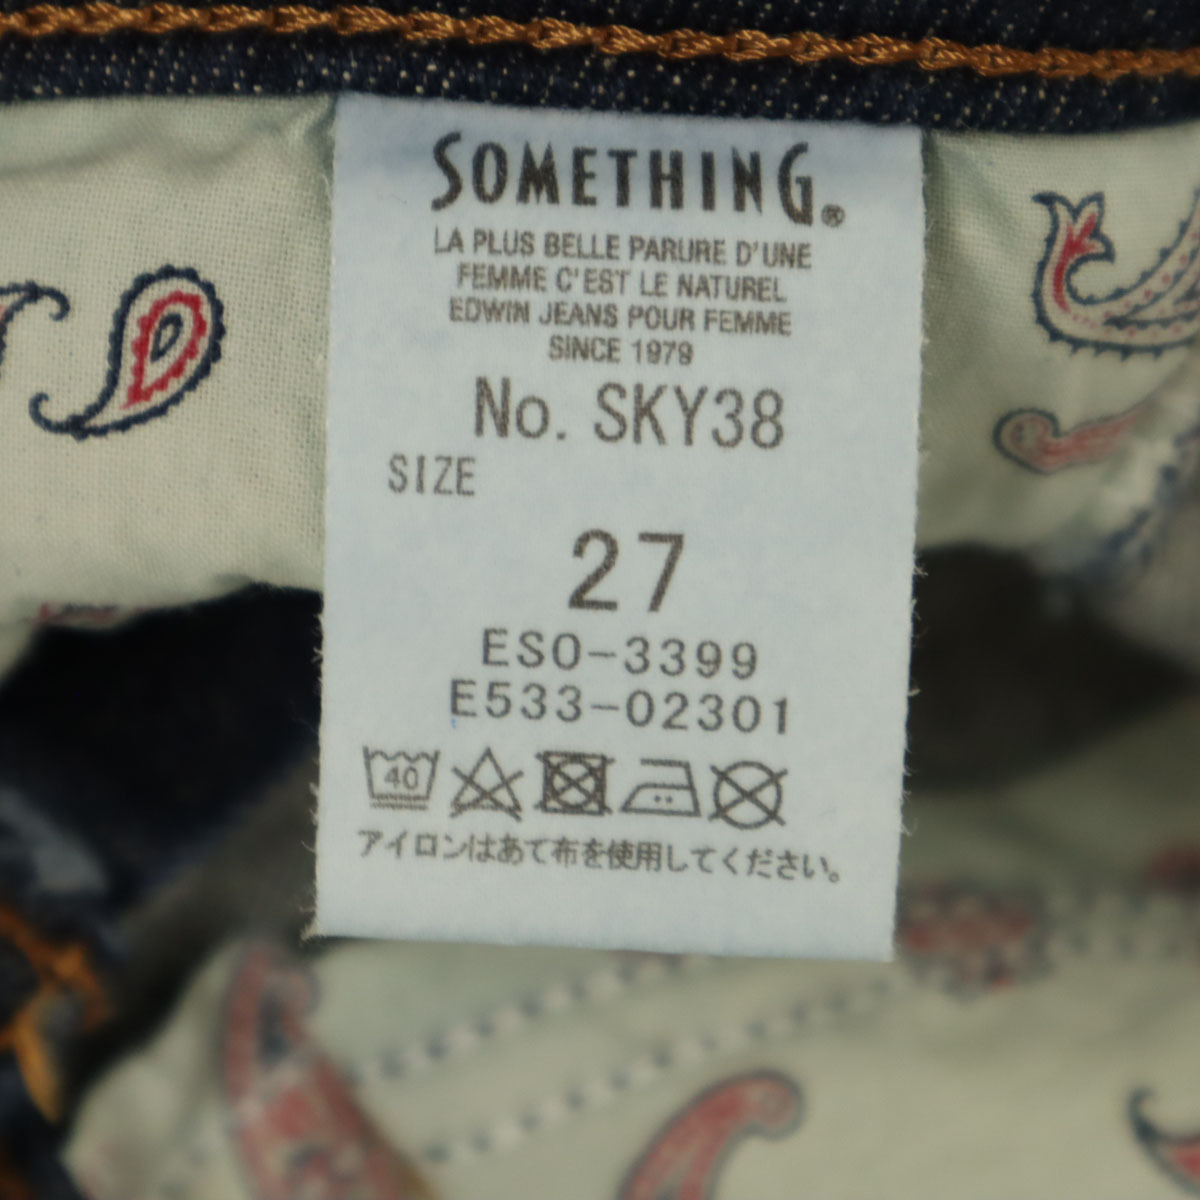 SOMETHING®
LA PLUS BELLE PARURE D'UNE
FEMME C'EST LE NATUREL
EDWIN JEANS POUR FEMME
SINCE 1979
No. SKY38
SIZE
27
ESO-3399
E533-02301
40
アイロンはあて布を使用してください。